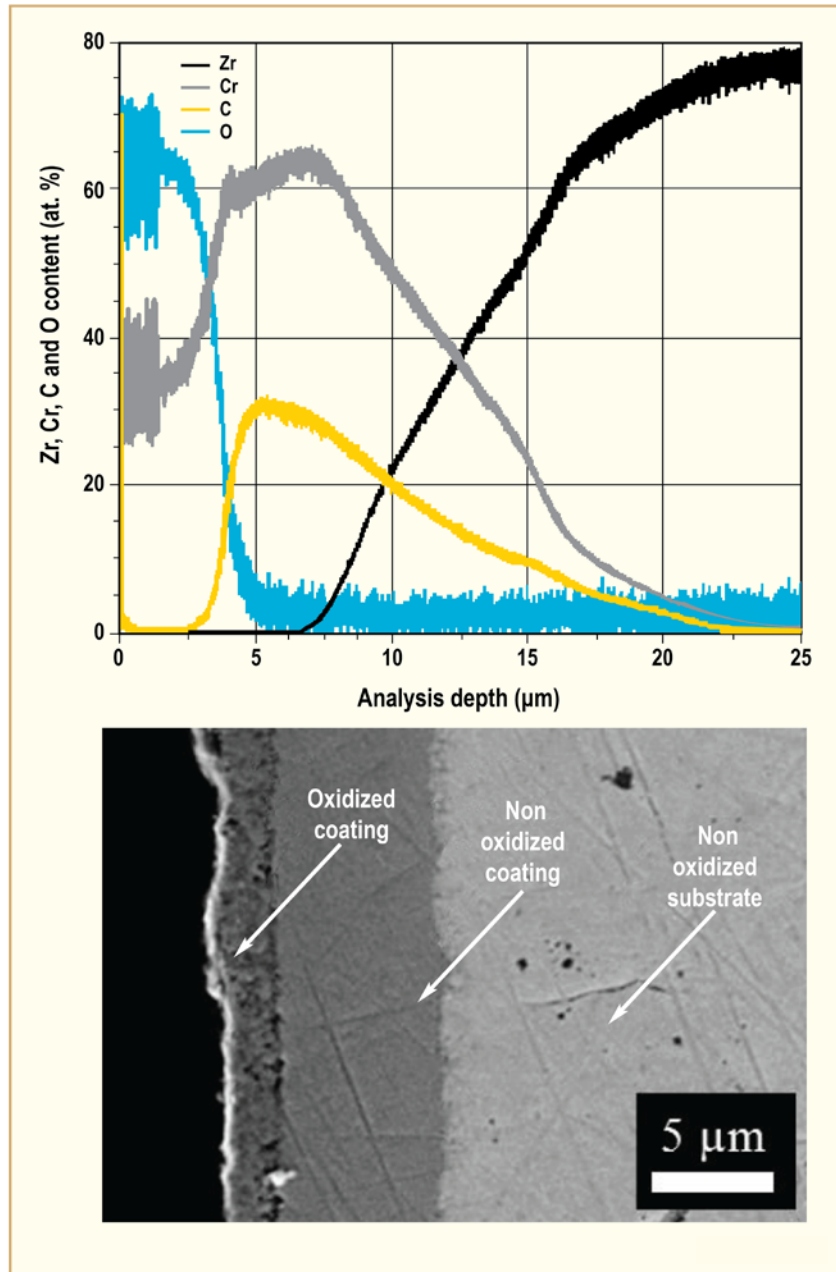 80
60
40
20
0
Zr, Cr, C and O content (at. %)
Zr
Cr
C
O
0
5
10
15
20
25
Analysis depth (µm)
Oxidized
coating
Non
oxidized
coating
Non
oxidized
substrate
5 µm